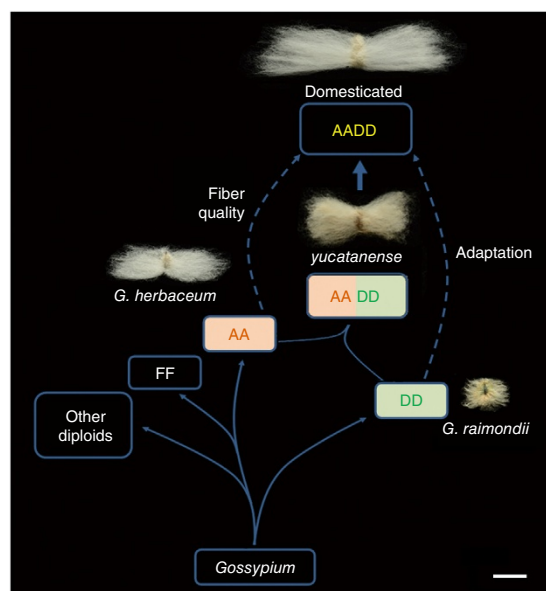 Domesticated
AADD
Fiber
quality
yucatanense
Adaptation
G. herbaceum
AA DD
AA
FF
DD
Other
diploids
G. raimondii
Gossypium